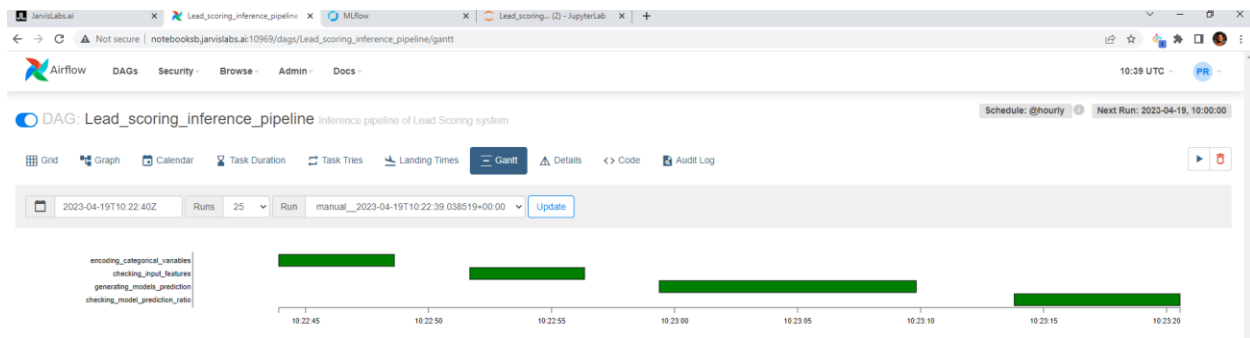 JL JarvisLabs.ai Lead_scoring_inference_pipeline MLflow Lead_scoring... (2) - JupyterLab
Not secure notebooksb.jarvislabs.ai:10969/dags/Lead_scoring_inference_pipeline/gantt
Airflow DAGs Security Browse Admin Docs 10:39 UTC PR
Schedule: @hourly Next Run: 2023-04-19, 10:00:00
DAG: Lead_scoring_inference_pipeline Inference pipeline of Lead Scoring system
Grid Graph Calendar Task Duration Task Tries Landing Times Gantt Details <> Code Audit Log
2023-04-19T10:22:40Z Runs 25 Run manual__2023-04-19T10:22:39.038519+00:00 Update
encoding_categorical_variables
checking_input_features
generating_models_prediction
checking_model_prediction_ratio
10:22:45 10:22:50 10:22:55 10:23:00 10:23:05 10:23:10 10:23:15 10:23:20